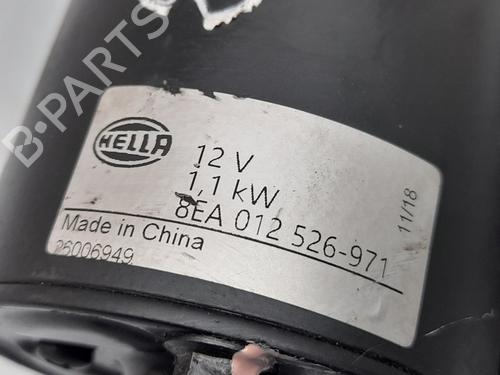 B-PARTS
HELLA
12 V
1,1 kW
8EA 012 526-971
11/18
Made in China
26006949